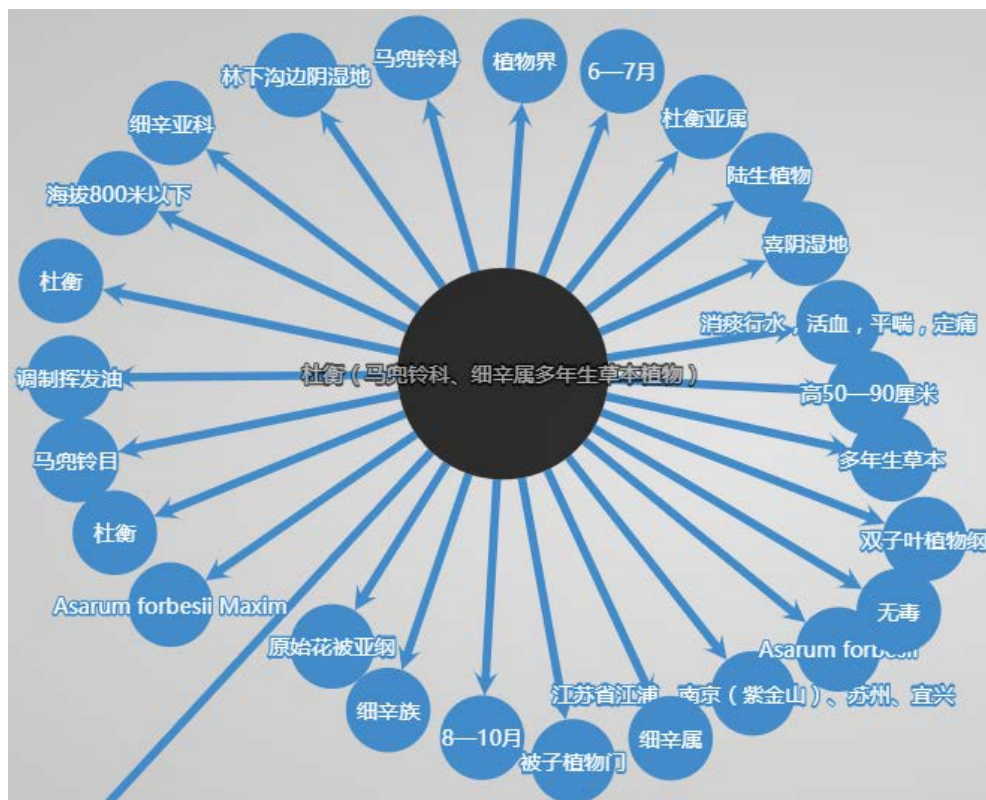 马兜铃科
植物界
6—7月
林下沟边阴湿地
细辛亚科
杜衡亚属
陆生植物
海拔800米以下
喜阴湿地
杜衡
消痰行水，活血，平喘，定痛
调制挥发油
杜衡（马兜铃科、细辛属多年生草本植物）
高50—90厘米
马兜铃目
多年生草本
杜衡
双子叶植物纲
Asarum forbesii Maxim
无毒
原始花被亚纲
Asarum forbesii
江苏省江浦、南京（紫金山）、苏州、宜兴
细辛族
8—10月
细辛属
被子植物门